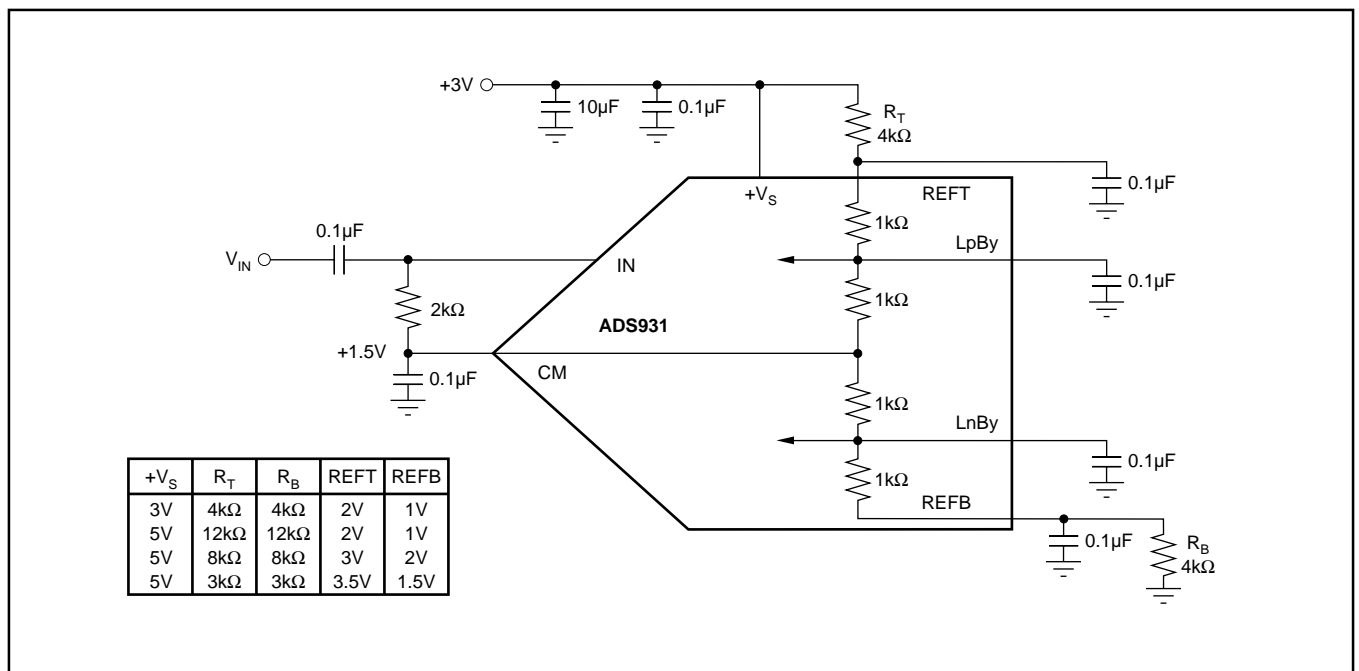 +3V
10µF
0.1µF
R_T
4kΩ
+V_S
REFT
0.1µF
1kΩ
0.1µF
LpBy
V_IN
IN
0.1µF
1kΩ
2kΩ
ADS931
+1.5V
CM
0.1µF
1kΩ
LnBy
0.1µF
1kΩ
REFB
0.1µF
R_B
4kΩ
+V_S R_T R_B REFT REFB
3V 4kΩ 4kΩ 2V 1V
5V 12kΩ 12kΩ 2V 1V
5V 8kΩ 8kΩ 3V 2V
5V 3kΩ 3kΩ 3.5V 1.5V